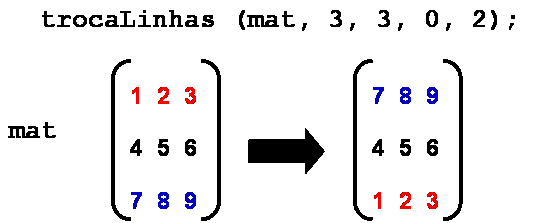 trocaLinhas (mat, 3, 3, 0, 2);
1 2 3 7 8 9
mat 4 5 6 4 5 6
7 8 9 1 2 3